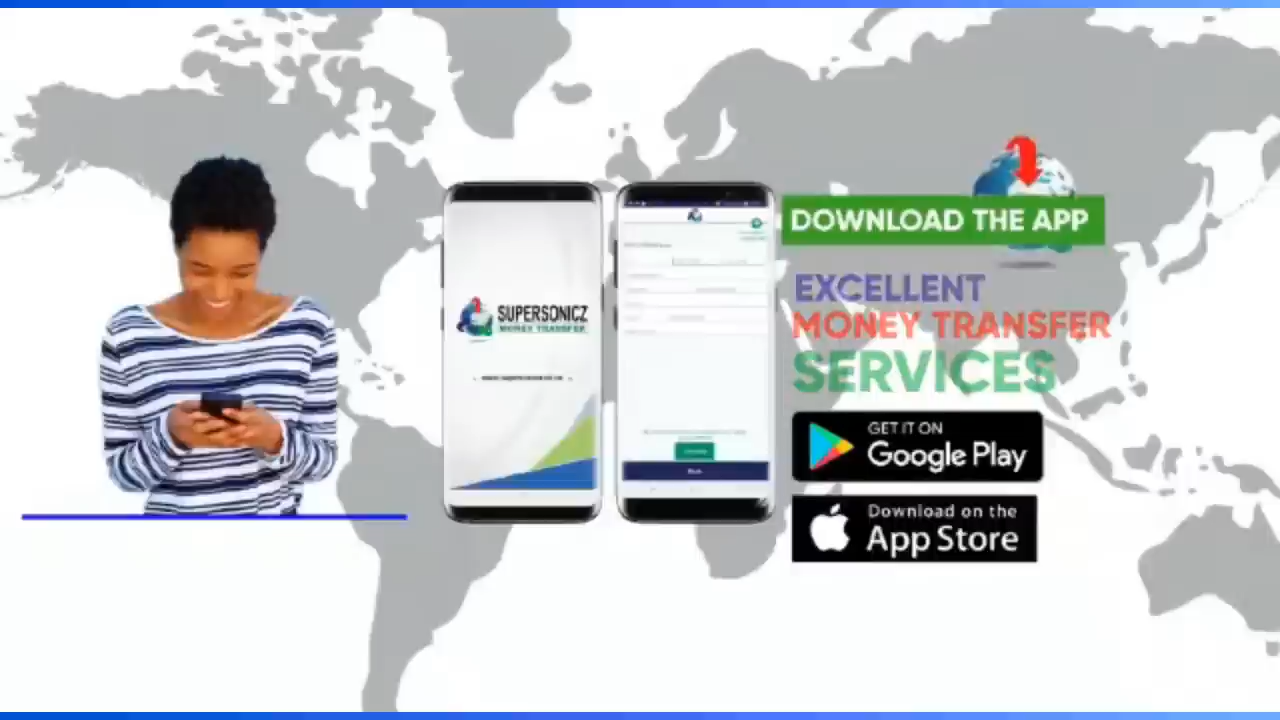 SUPERSONICZ
MONEY TRANSFER
DOWNLOAD THE APP
EXCELLENT
MONEY TRANSFER
SERVICES
GET IT ON
Google Play
Download on the
App Store